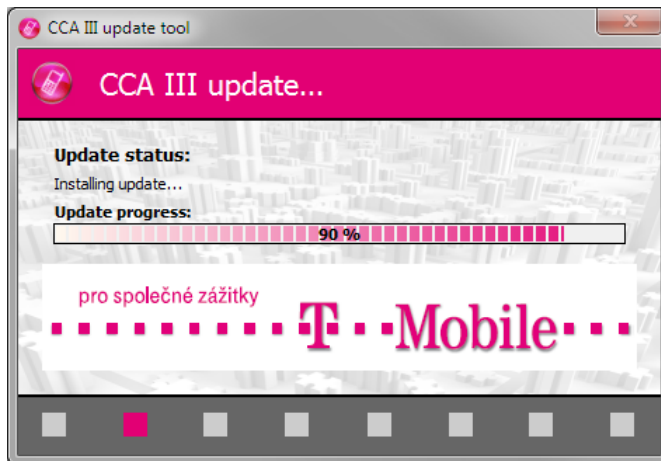 CCA III update tool
CCA III update...
Update status:
Installing update...
Update progress:
90 %
pro společné zážitky
T Mobile